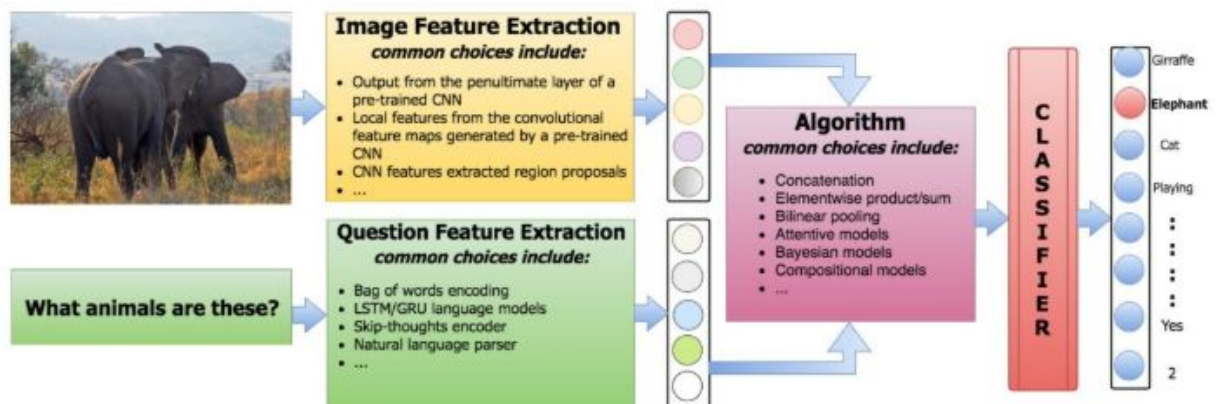 Image Feature Extraction
common choices include:
• Output from the penultimate layer of a
pre-trained CNN
• Local features from the convolutional
feature maps generated by a pre-trained
CNN
• CNN features extracted region proposals
• ...
What animals are these?
Question Feature Extraction
common choices include:
• Bag of words encoding
• LSTM/GRU language models
• Skip-thoughts encoder
• Natural language parser
• ...
Algorithm
common choices include:
• Concatenation
• Elementwise product/sum
• Bilinear pooling
• Attentive models
• Bayesian models
• Compositional models
• ...
CLASSIFIER
Girraffe
Elephant
Cat
Playing
Yes
2